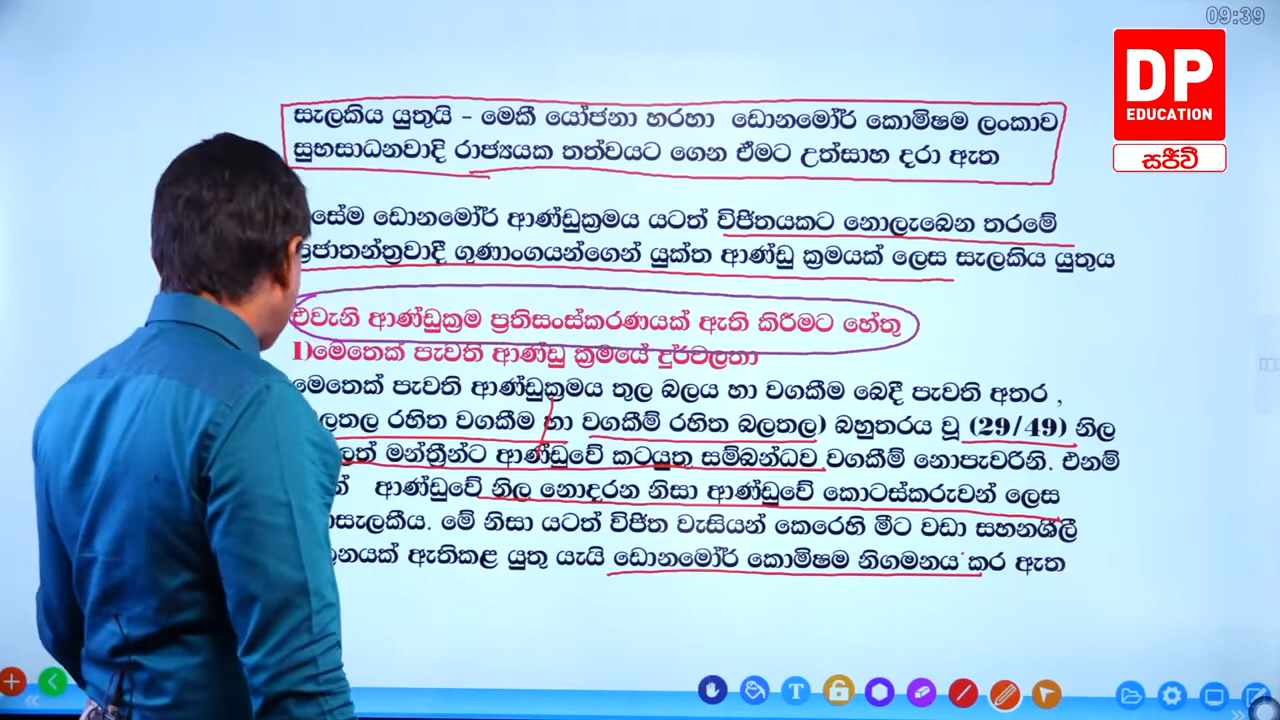 09:39
DP
EDUCATION
සජීවී
සැලකිය යුතුයි - මෙකී යෝජනා හරහා ඩොනමෝර් කොමිෂම ලංකාව
සුභසාධනවාදි රාජ්‍යයක තත්වයට ගෙන ඒමට උත්සාහ දරා ඇත
ඩොනමෝර් ආණ්ඩුක්‍රමය යටත් විජිතයකට නොලැබෙන තරමේ
ප්‍රජාතන්ත්‍රවාදී ගුණාංගයන්ගෙන් යුක්ත ආණ්ඩු ක්‍රමයක් ලෙස සැලකිය යුතුය
එවැනි ආණ්ඩුක්‍රම ප්‍රතිසංස්කරණයක් ඇති කිරීමට හේතු
1)මෙතෙක් පැවති ආණ්ඩු ක්‍රමයේ දුර්වලතා
මෙතෙක් පැවති ආණ්ඩුක්‍රමය තුල බලය හා වගකීම බෙදී පැවති අතර ,
රහිත වගකීම හා වගකීම් රහිත බලතල) බහුතරය වූ (29/49) නිල
මන්ත්‍රීන්ට ආණ්ඩුවේ කටයුතු සම්බන්ධව වගකීම් නොපැවරිනි. එනම්
ආණ්ඩුවේ නිල නොදරන නිසා ආණ්ඩුවේ කොටස්කරුවන් ලෙස
මේ නිසා යටත් විජිත වැසියන් කෙරෙහි මීට වඩා සහනශීලී
ඇතිකළ යුතු යැයි ඩොනමෝර් කොමිෂම නිගමනය කර ඇත